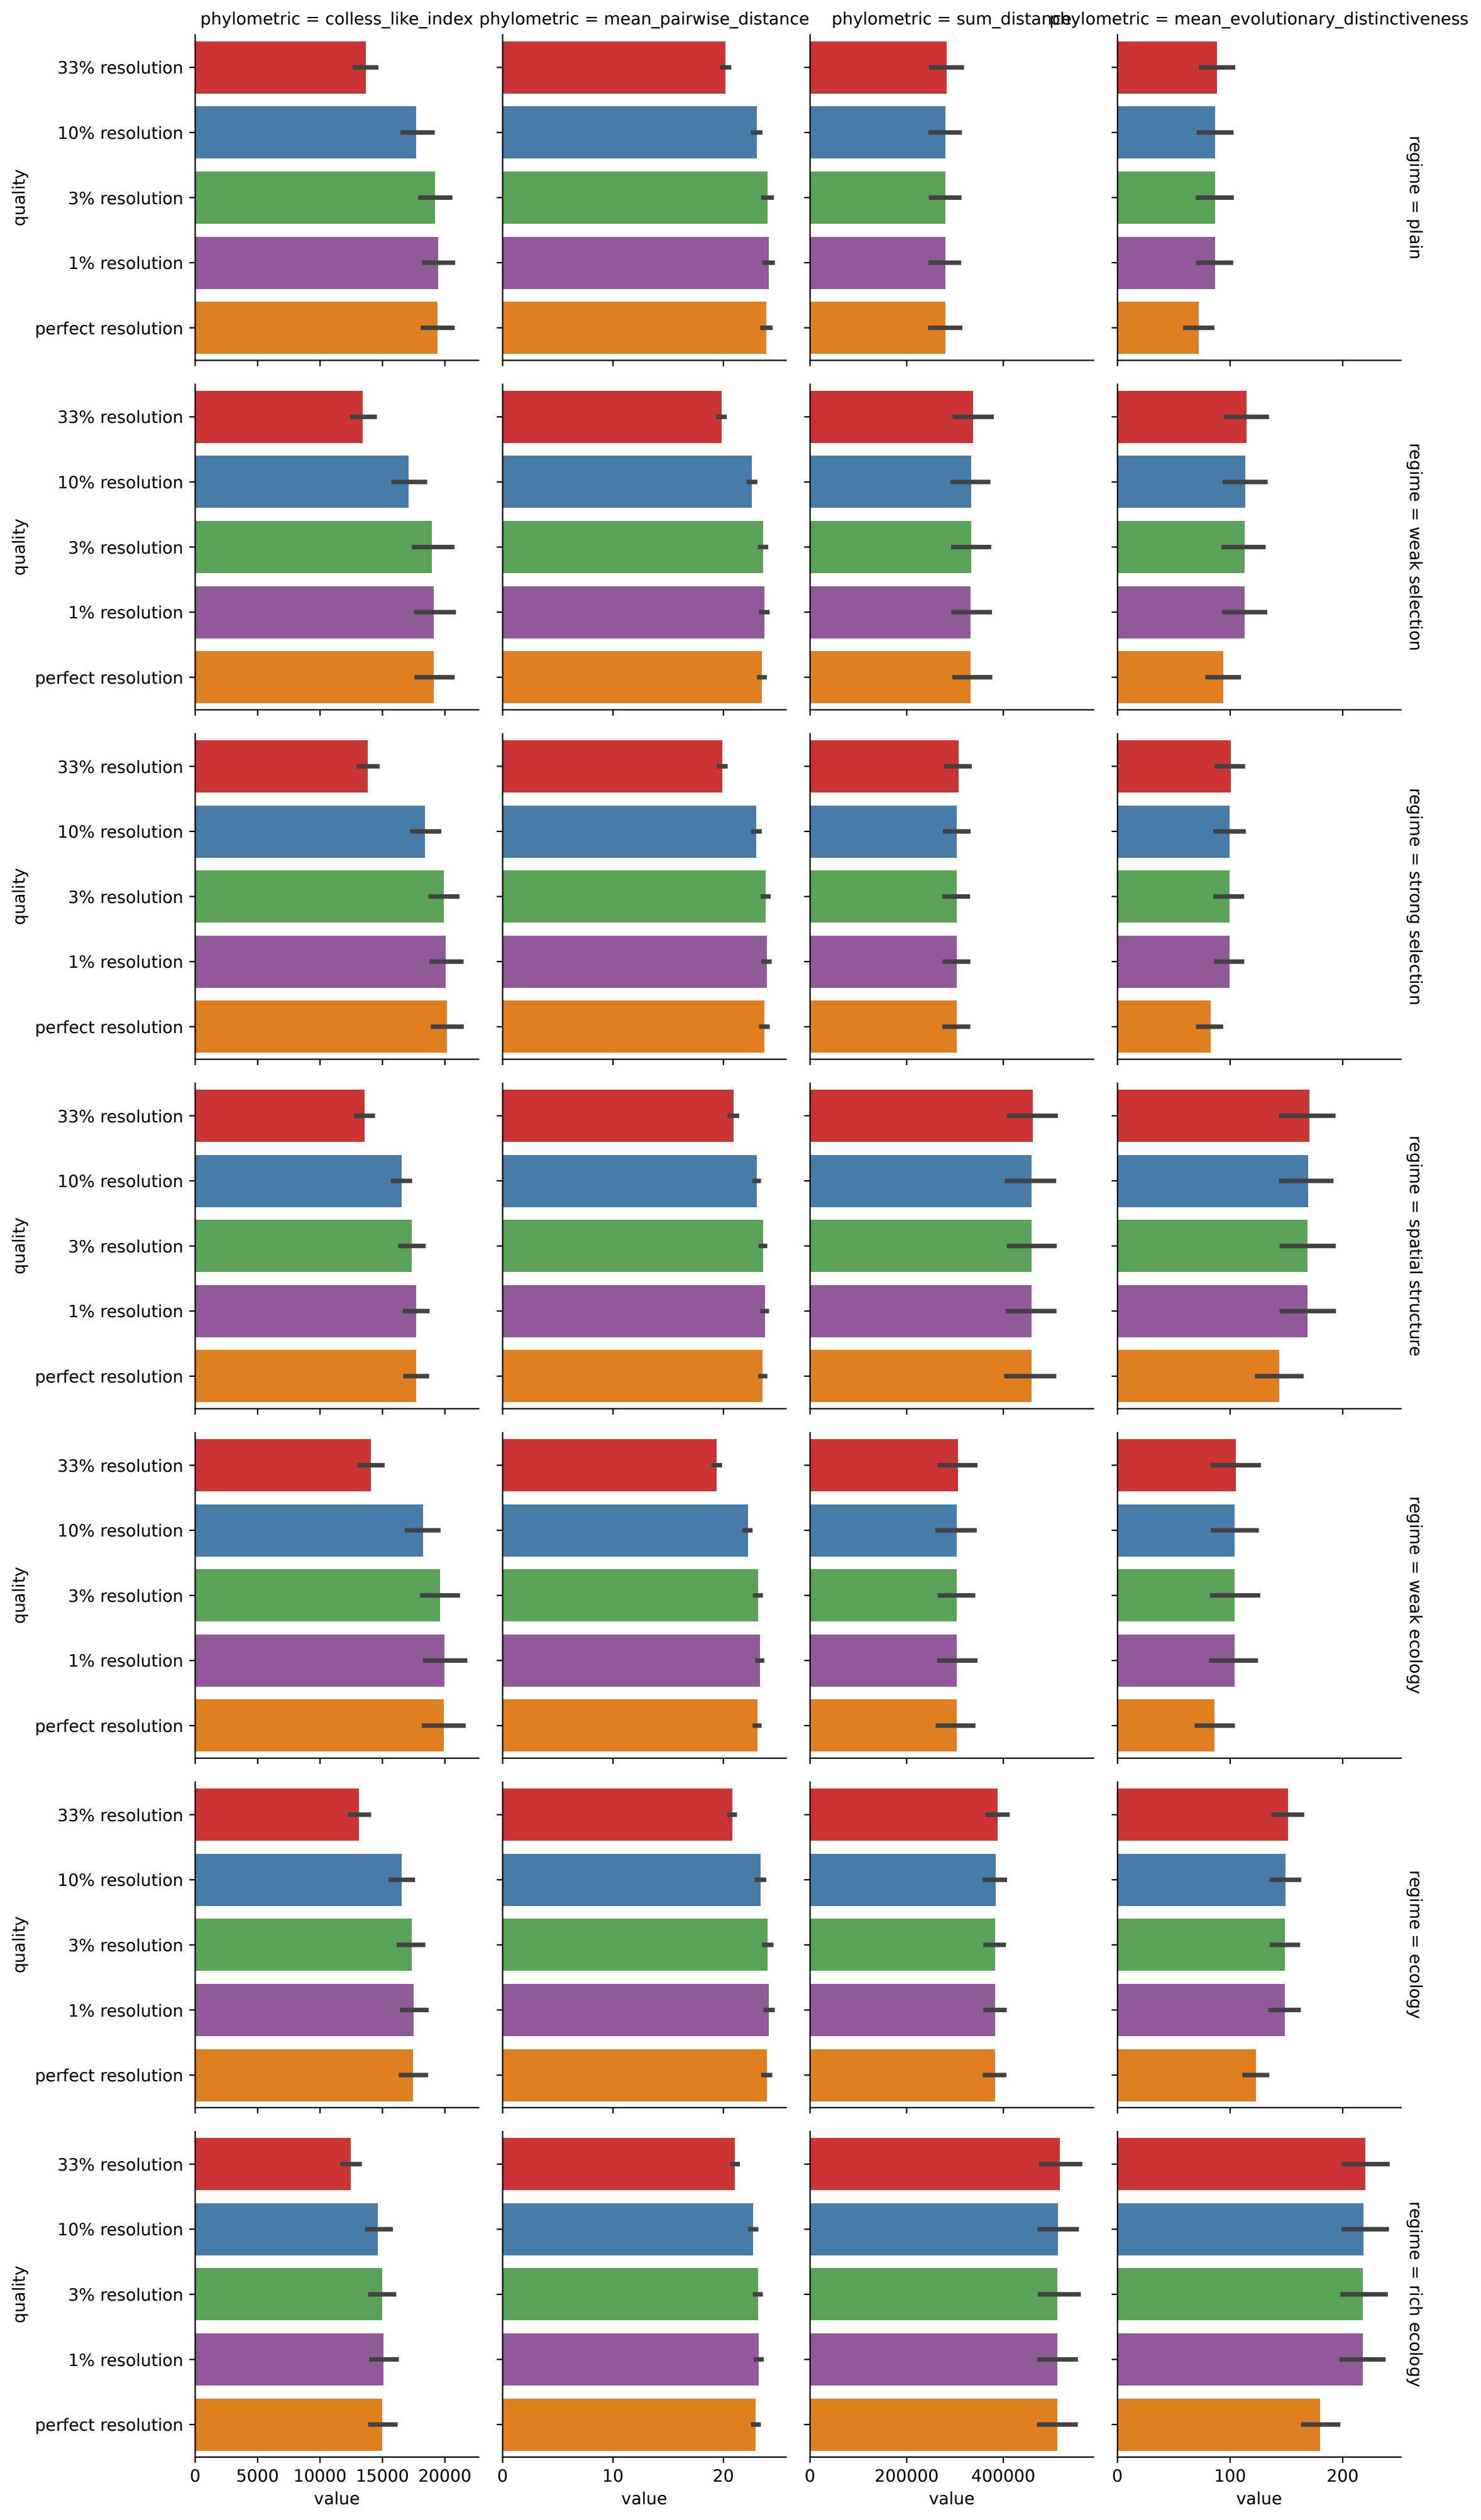 phylometric = colless_like_index
phylometric = mean_pairwise_distance
phylometric = sum_distance
phylometric = mean_evolutionary_distinctiveness
33% resolution
10% resolution
3% resolution
1% resolution
perfect resolution
quality
regime = plain
33% resolution
10% resolution
3% resolution
1% resolution
perfect resolution
quality
regime = weak selection
33% resolution
10% resolution
3% resolution
1% resolution
perfect resolution
quality
regime = strong selection
33% resolution
10% resolution
3% resolution
1% resolution
perfect resolution
quality
regime = spatial structure
33% resolution
10% resolution
3% resolution
1% resolution
perfect resolution
quality
regime = weak ecology
33% resolution
10% resolution
3% resolution
1% resolution
perfect resolution
quality
regime = ecology
33% resolution
10% resolution
3% resolution
1% resolution
perfect resolution
quality
regime = rich ecology
0 5000 10000 15000 20000
value
0 10 20
value
0 200000 400000
value
0 100 200
value